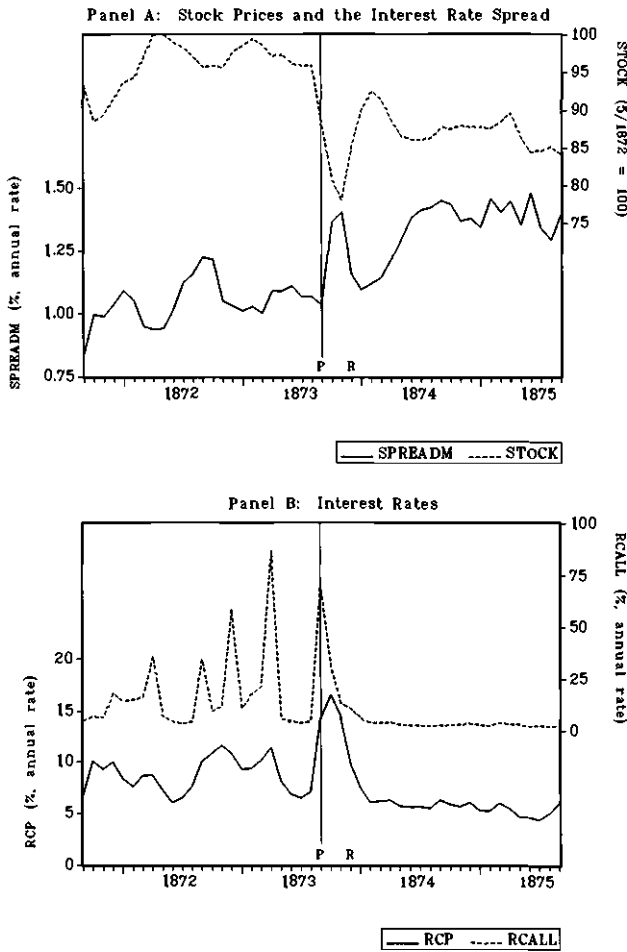 Panel A: Stock Prices and the Interest Rate Spread
SPREADM (%, annual rate)
1.50
1.25
1.00
0.75
100
95
90
85
80
75
STOCK (5/1872 = 100)
P R
1872 1873 1874 1875
SPREADM STOCK
Panel B: Interest Rates
RCP (%, annual rate)
20
15
10
5
0
100
75
50
25
0
RCALL (%, annual rate)
P R
1872 1873 1874 1875
RCP RCALL